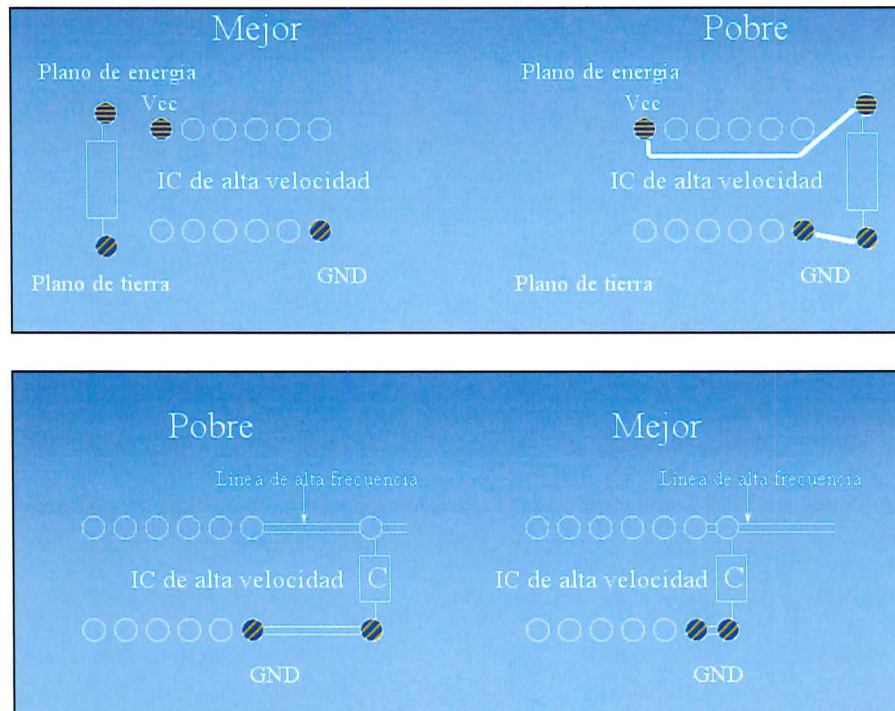 Mejor
Pobre
Plano de energia
Plano de energia
Vcc
Vcc
IC de alta velocidad
IC de alta velocidad
GND
GND
Plano de tierra
Plano de tierra
Pobre
Mejor
Linea de alta frecuencia
Linea de alta frecuencia
IC de alta velocidad
C
IC de alta velocidad
C
GND
GND